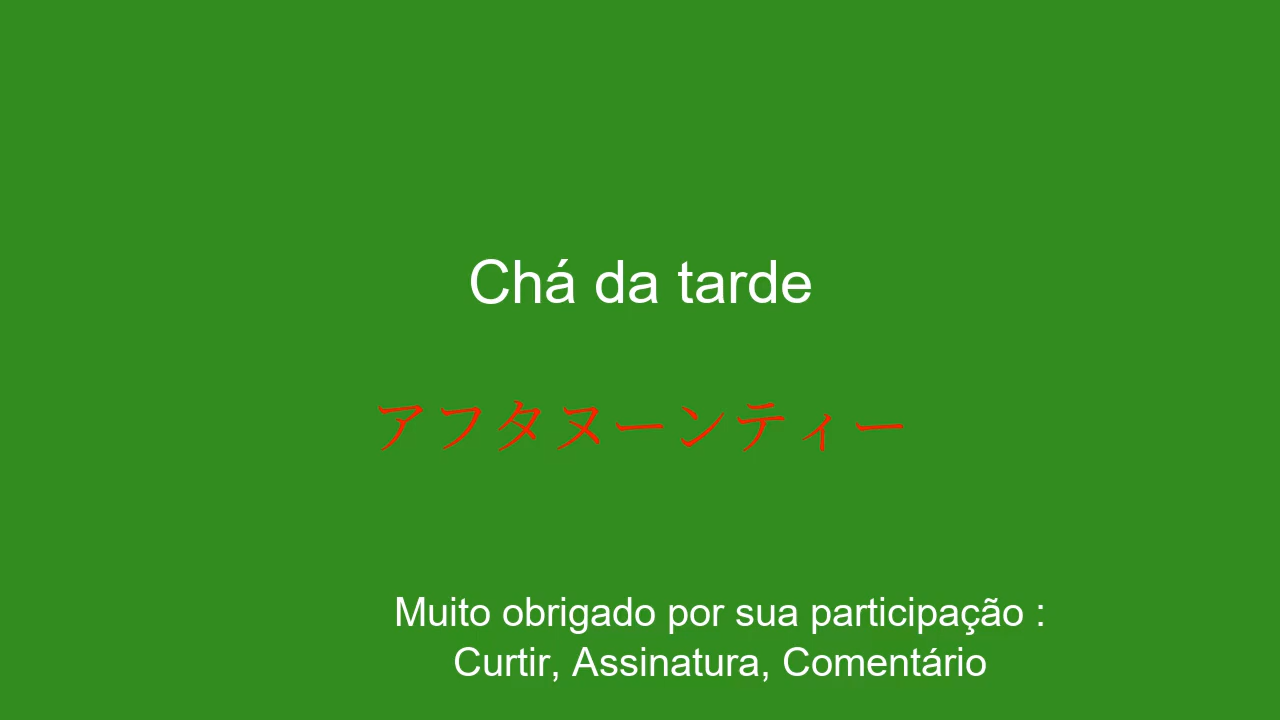 Chá da tarde
アフタヌーンティー
Muito obrigado por sua participação :
Curtir, Assinatura, Comentário